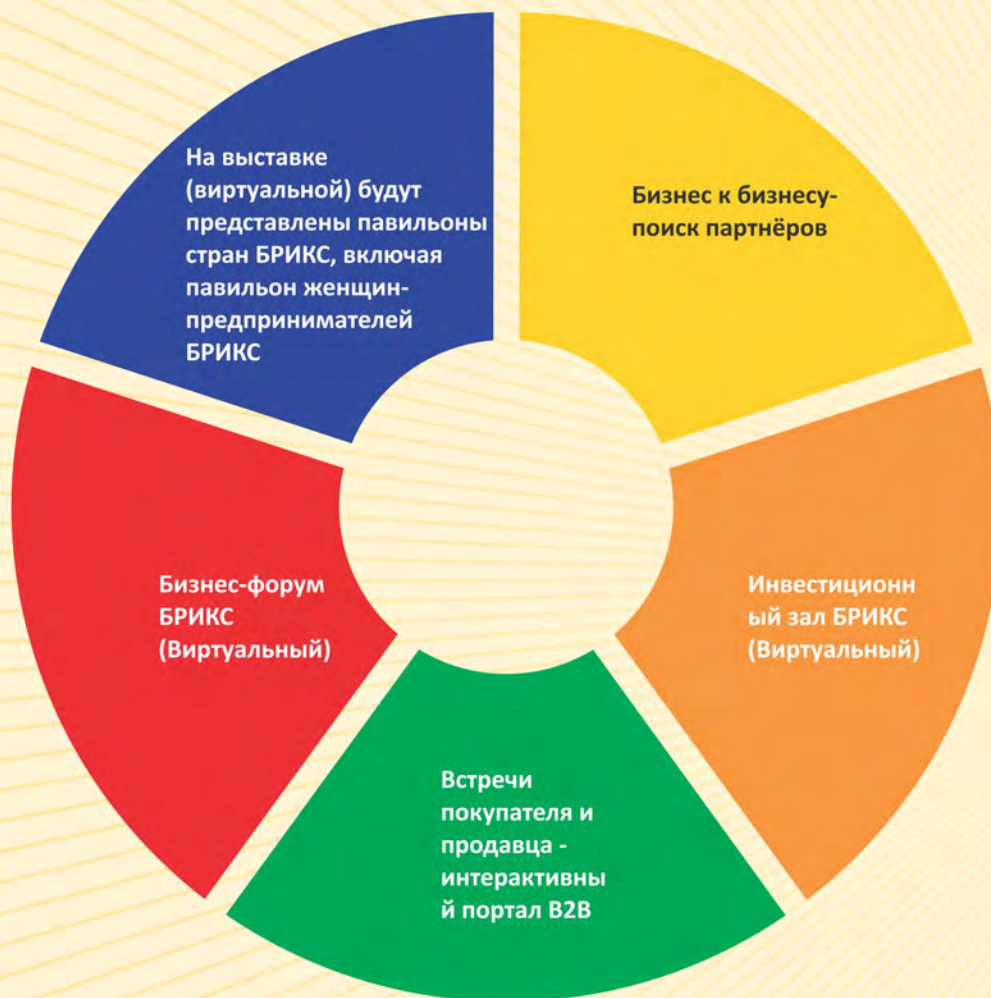 На выставке
(виртуальной) будут
представлены павильоны
стран БРИКС, включая
павильон женщин-
предпринимателей
БРИКС
Бизнес к бизнесу-
поиск партнёров
Бизнес-форум
БРИКС
(Виртуальный)
Инвестиционн
ый зал БРИКС
(Виртуальный)
Встречи
покупателя и
продавца -
интерактивны
й портал B2B